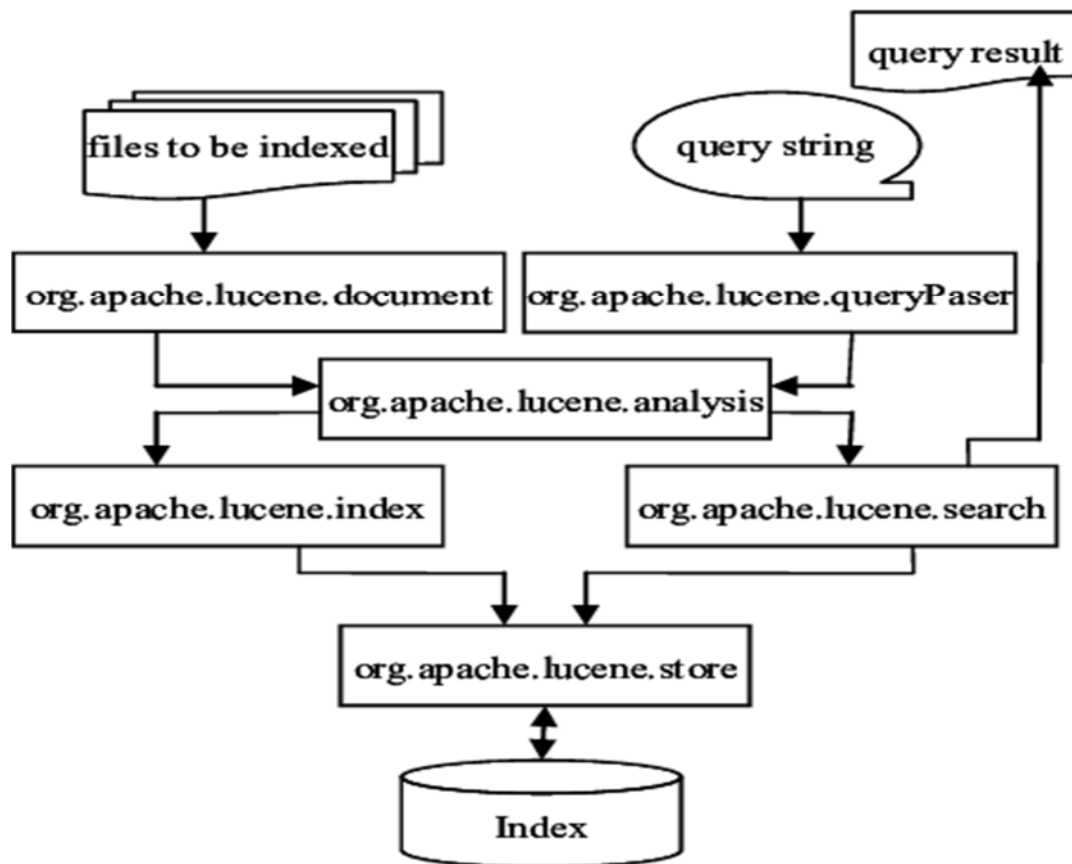 query result
files to be indexed
query string
org.apache.lucene.document
org.apache.lucene.queryPaser
org.apache.lucene.analysis
org.apache.lucene.index
org.apache.lucene.search
org.apache.lucene.store
Index